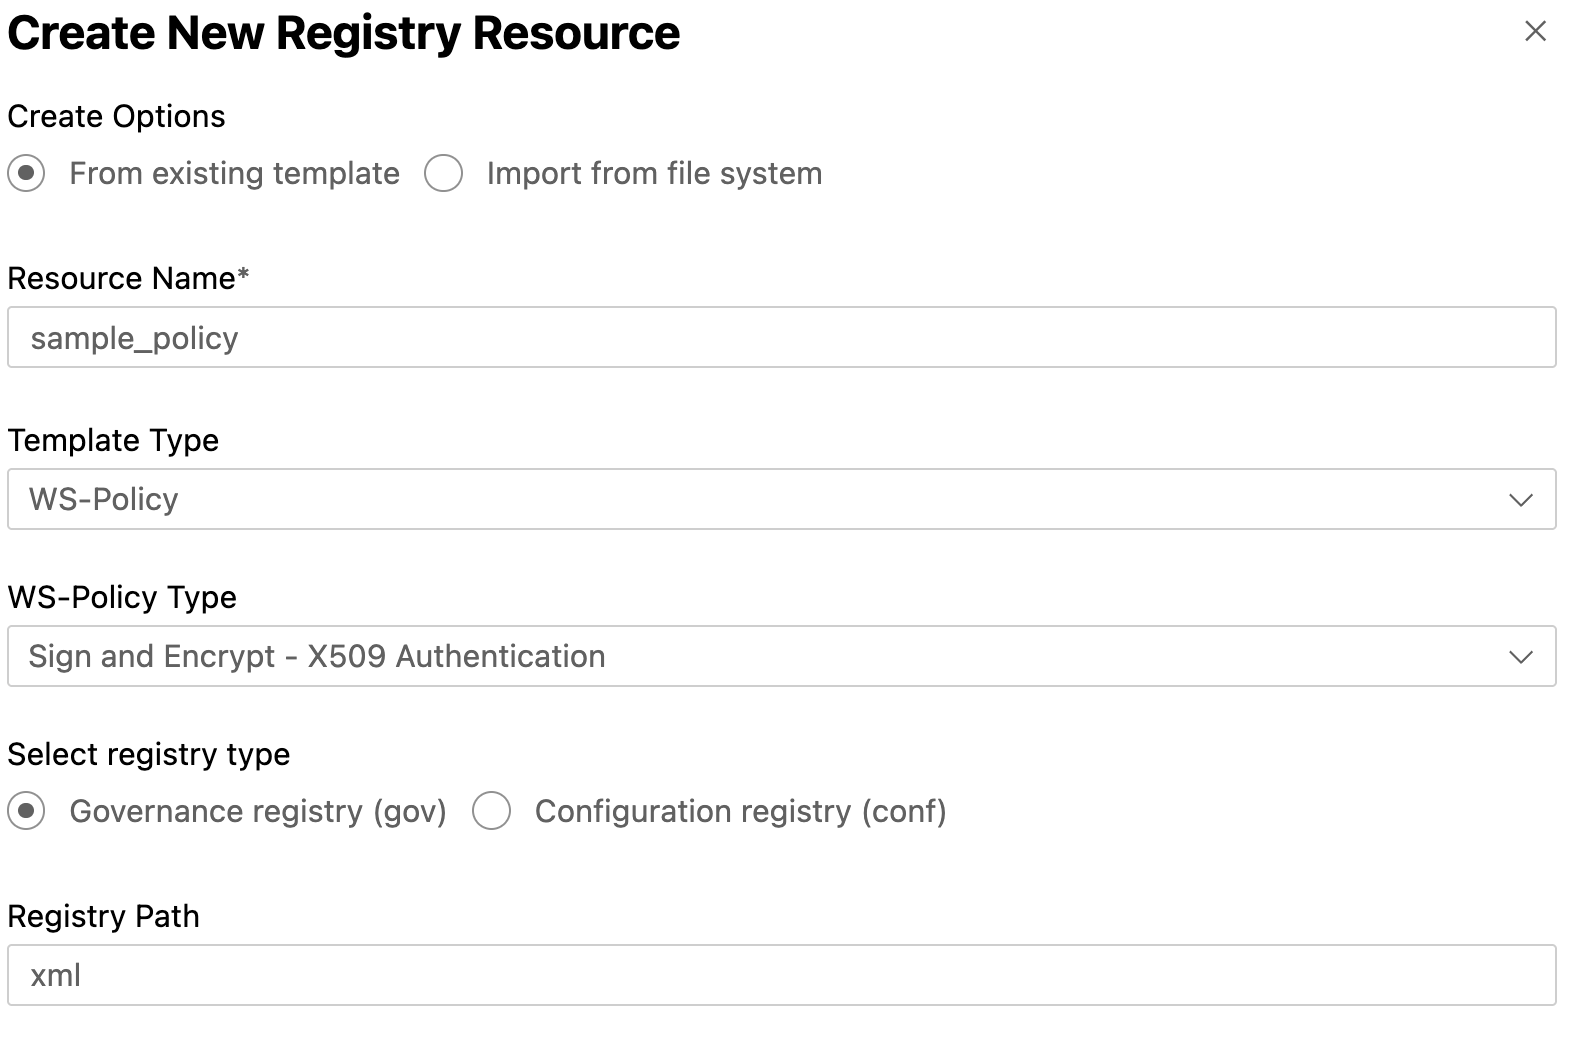 Create New Registry Resource
Create Options
From existing template Import from file system
Resource Name*
sample_policy
Template Type
WS-Policy
WS-Policy Type
Sign and Encrypt - X509 Authentication
Select registry type
Governance registry (gov) Configuration registry (conf)
Registry Path
xml